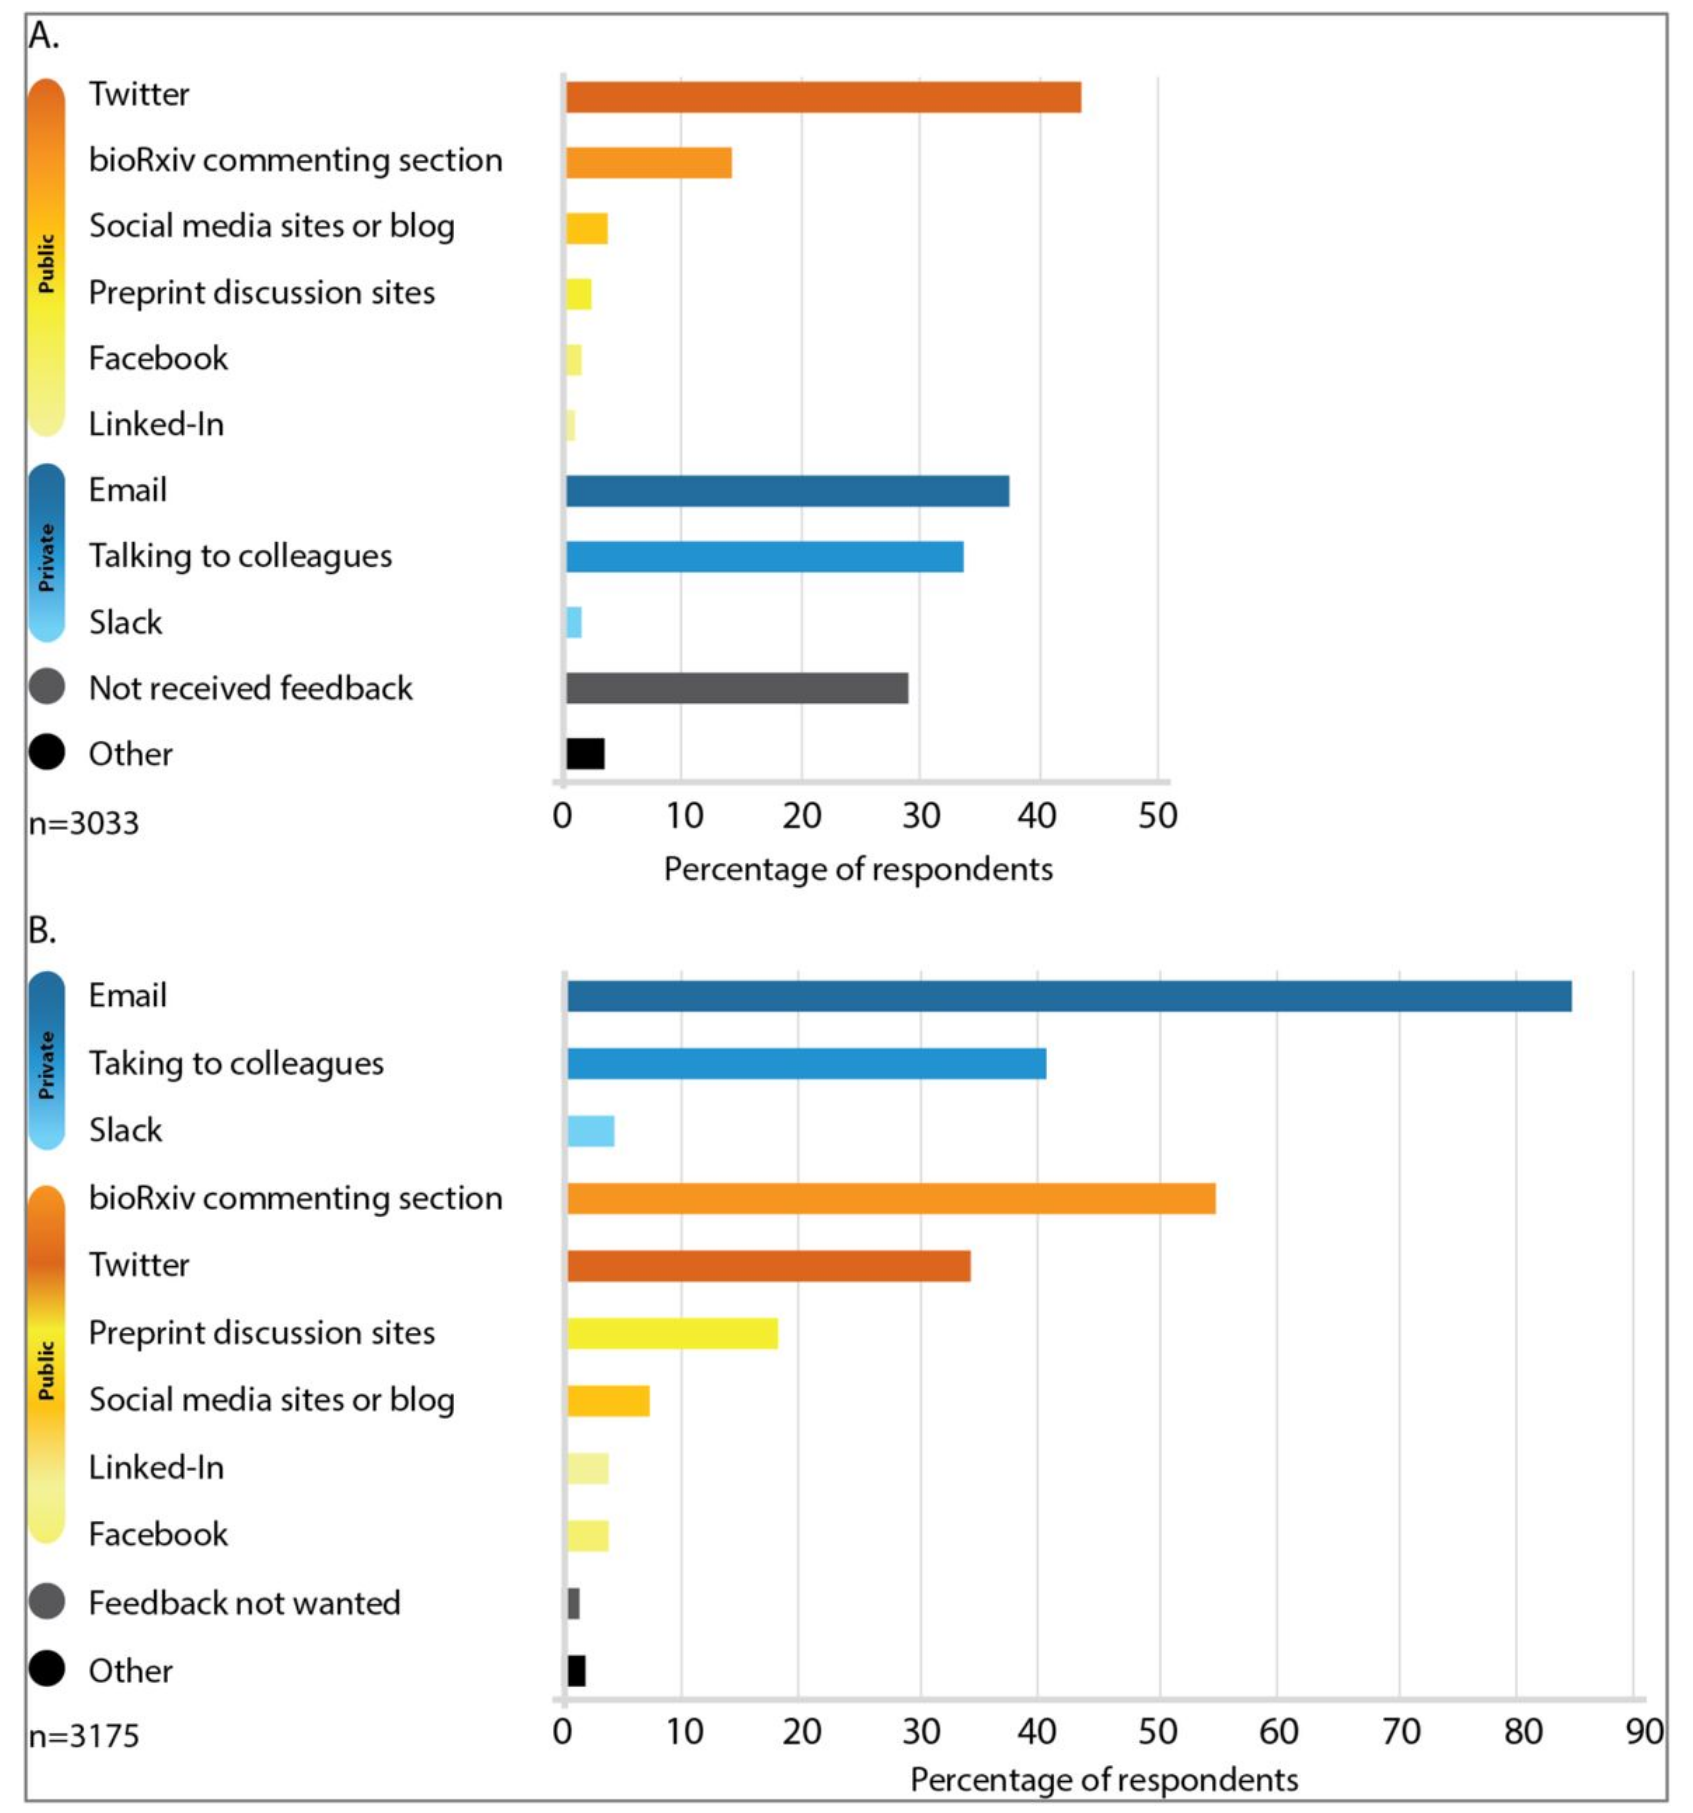 A.
Twitter
bioRxiv commenting section
Social media sites or blog
Public
Preprint discussion sites
Facebook
Linked-In
Email
Talking to colleagues
Private
Slack
Not received feedback
Other
0 10 20 30 40 50
n=3033
Percentage of respondents
B.
Email
Taking to colleagues
Private
Slack
bioRxiv commenting section
Twitter
Preprint discussion sites
Public
Social media sites or blog
Linked-In
Facebook
Feedback not wanted
Other
0 10 20 30 40 50 60 70 80 90
n=3175
Percentage of respondents